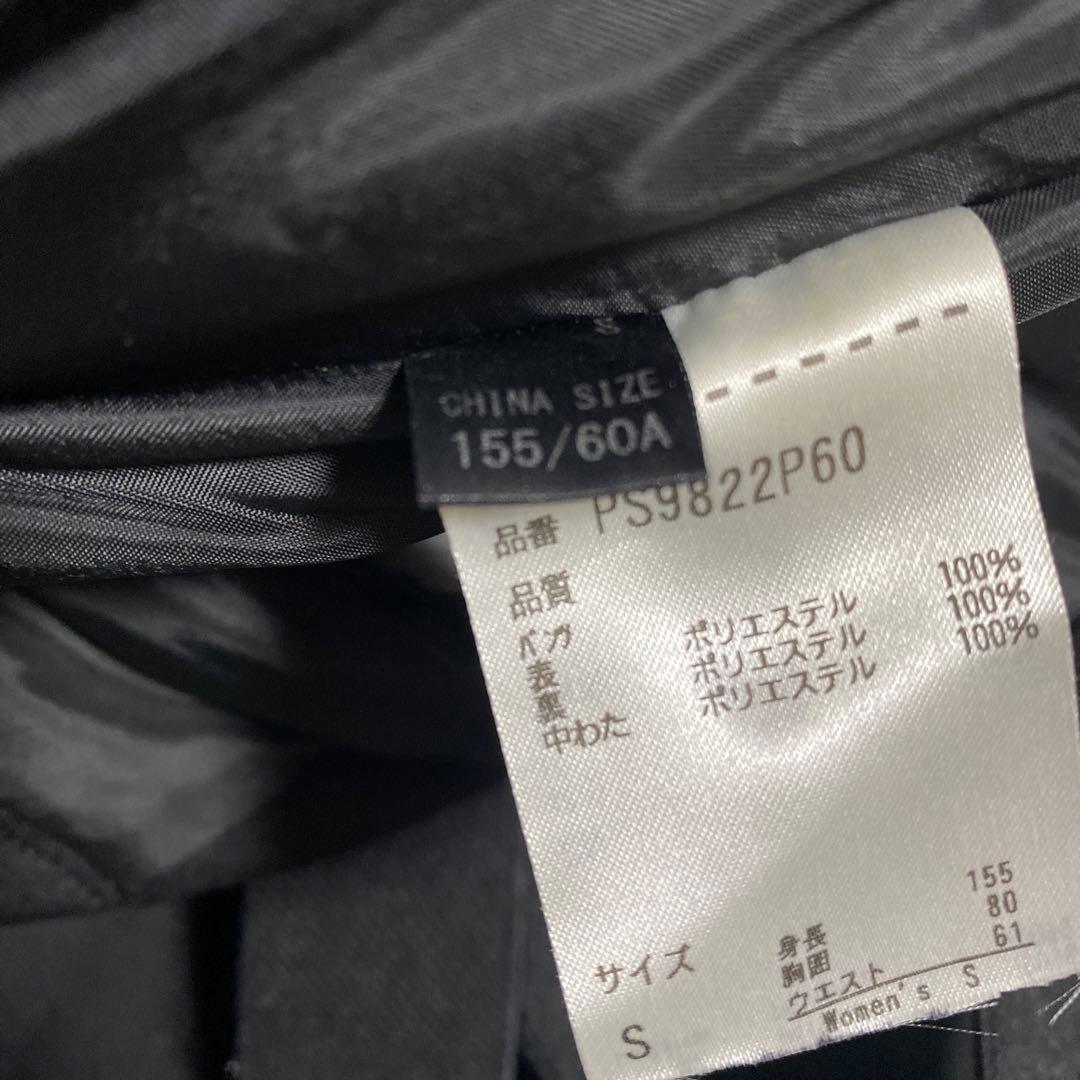 S
CHINA SIZE
155/60A
品番 PS9822P60
品質
パンツ
表 ポリエステル 100%
裏 ポリエステル 100%
中わた ポリエステル 100%
サイズ
S
身長 155
胸囲 80
ウエスト 61
Women's S